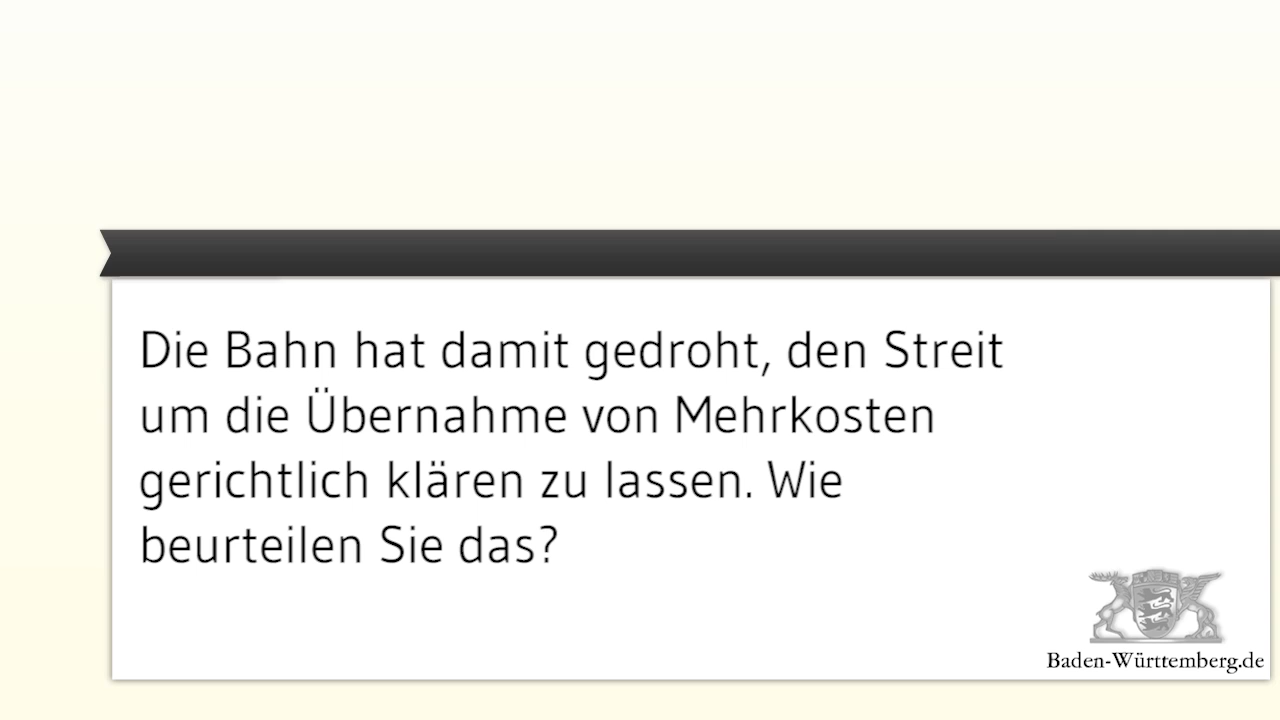 Die Bahn hat damit gedroht, den Streit
um die Übernahme von Mehrkosten
gerichtlich klären zu lassen. Wie
beurteilen Sie das?
Baden-Württemberg.de